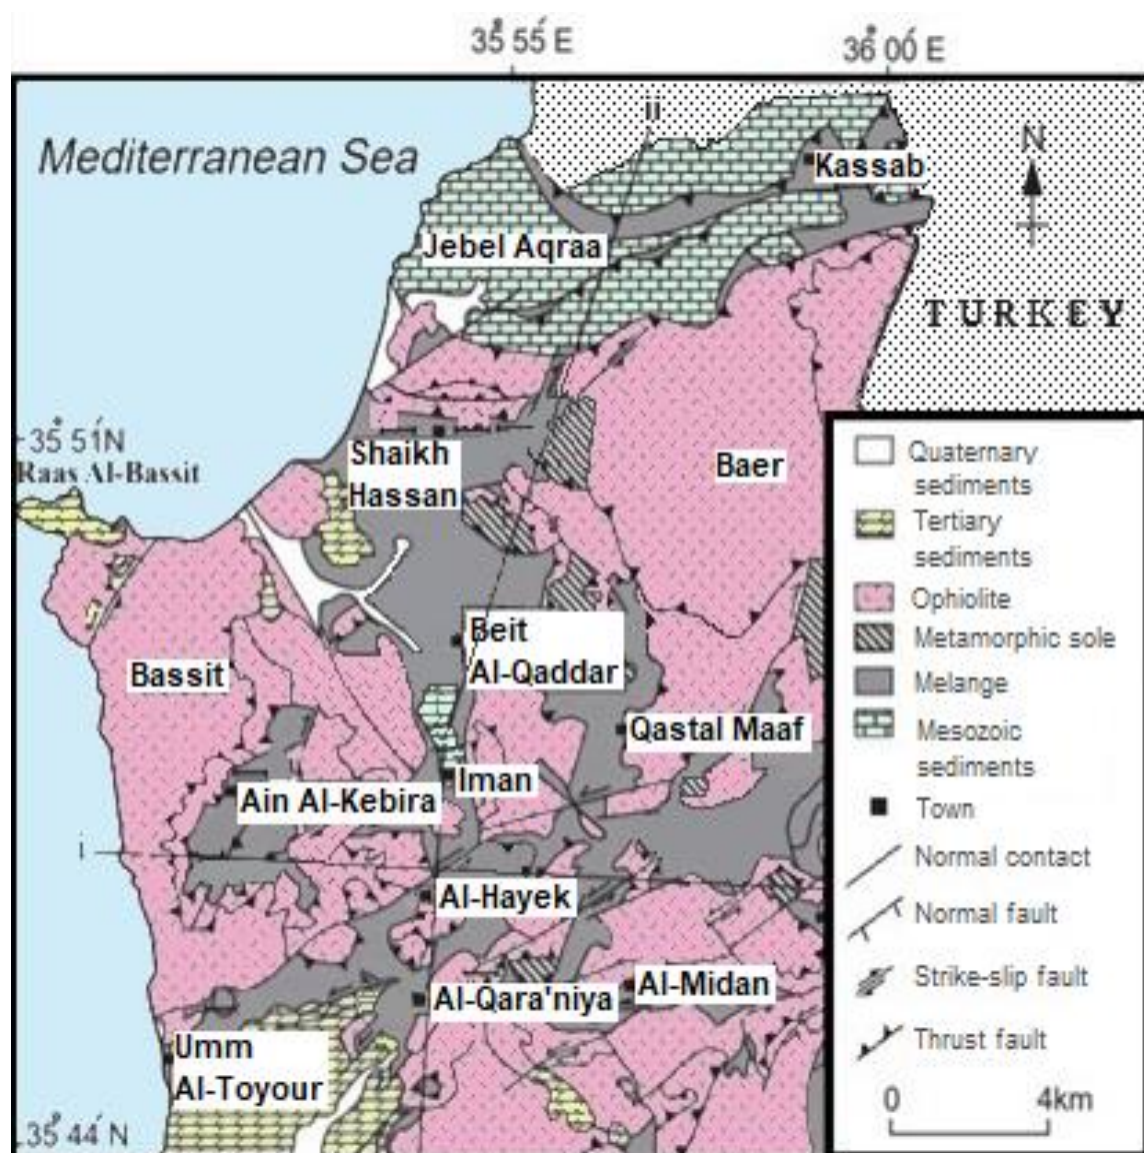 35° 55´ E
36° 00´ E
ii
Mediterranean Sea
N
Kassab
Jebel Aqraa
TURKEY
35° 51´ N
Raas Al-Bassit
Shaikh
Hassan
Baer
Beit
Al-Qaddar
Bassit
Qastal Maaf
Iman
Ain Al-Kebira
i
Al-Hayek
Al-Midan
Al-Qara'niya
Umm
Al-Toyour
35° 44´ N
Quaternary
sediments
Tertiary
sediments
Ophiolite
Metamorphic sole
Melange
Mesozoic
sediments
Town
Normal contact
Normal fault
Strike-slip fault
Thrust fault
0 4km